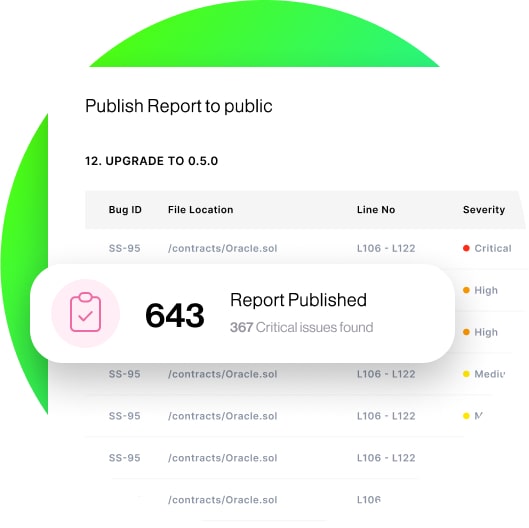 Publish Report to public
12. UPGRADE TO 0.5.0
Bug ID File Location Line No Severity
SS-95 /contracts/Oracle.sol L106 - L122 Critical
High
643 Report Published
367 Critical issues found
High
SS-95 /contracts/Oracle.sol L106 - L122
SS-95 /contracts/Oracle.sol L106 - L122
SS-95 /contracts/Oracle.sol L106 - L122
/contracts/Oracle.sol L106